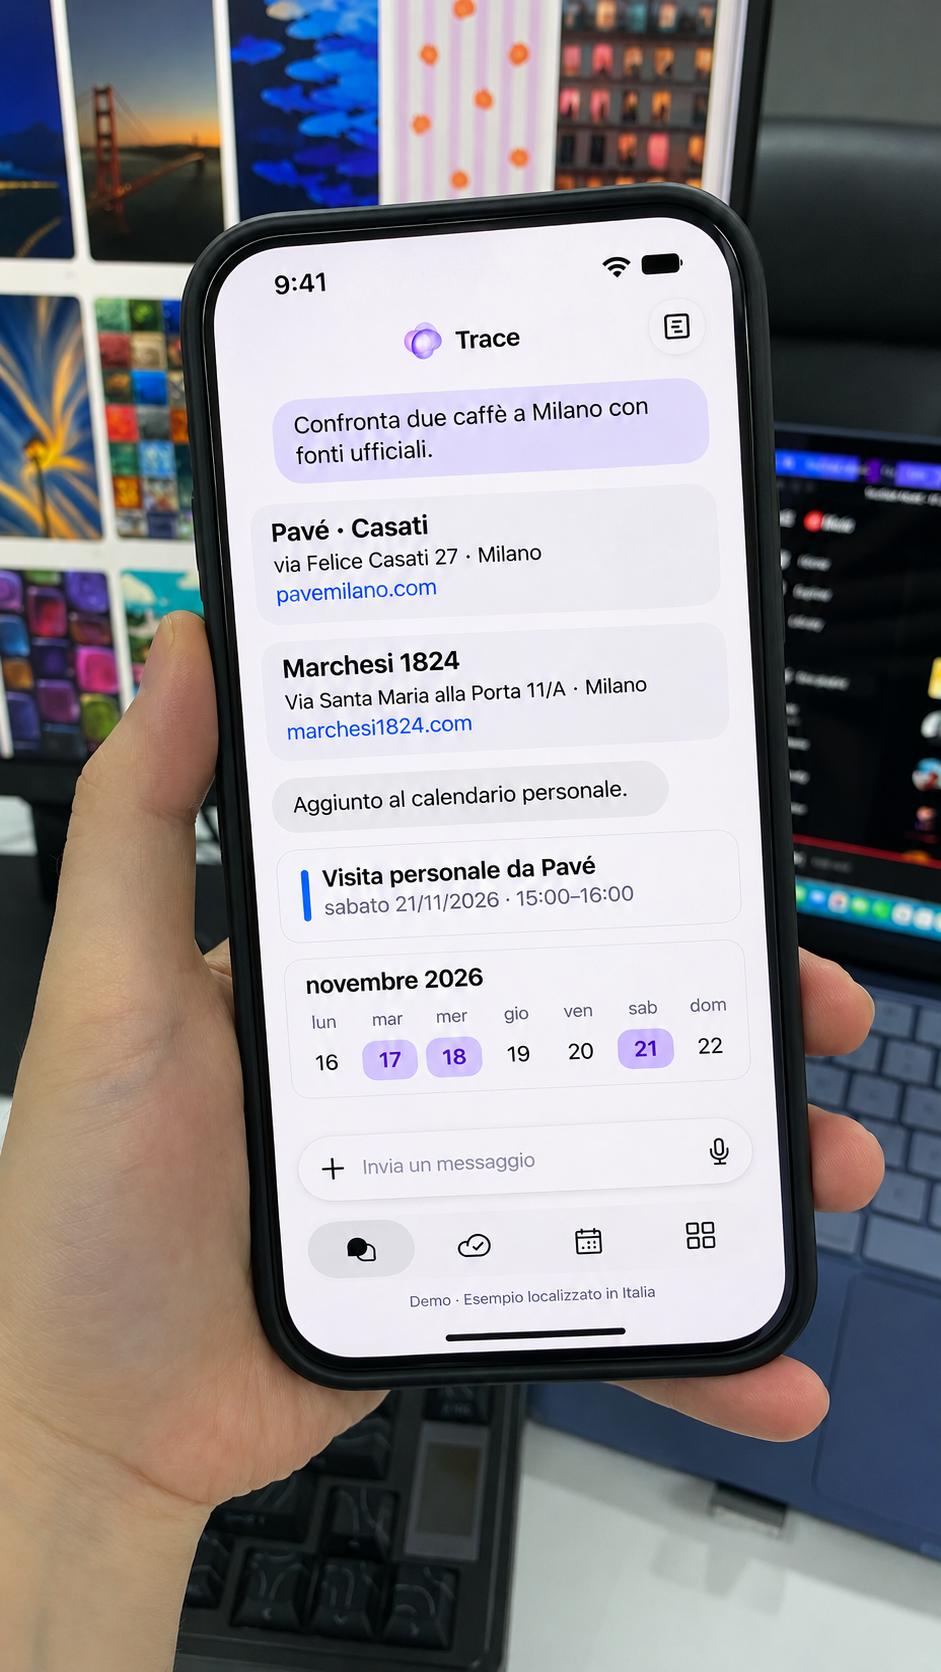 9:41
Trace
Confronta due caffè a Milano con
fonti ufficiali.
Pavé · Casati
via Felice Casati 27 · Milano
pavemilano.com
Marchesi 1824
Via Santa Maria alla Porta 11/A · Milano
marchesi1824.com
Aggiunto al calendario personale.
Visita personale da Pavé
sabato 21/11/2026 · 15:00–16:00
novembre 2026
lun mar mer gio ven sab dom
16 17 18 19 20 21 22
Invia un messaggio
Demo · Esempio localizzato in Italia